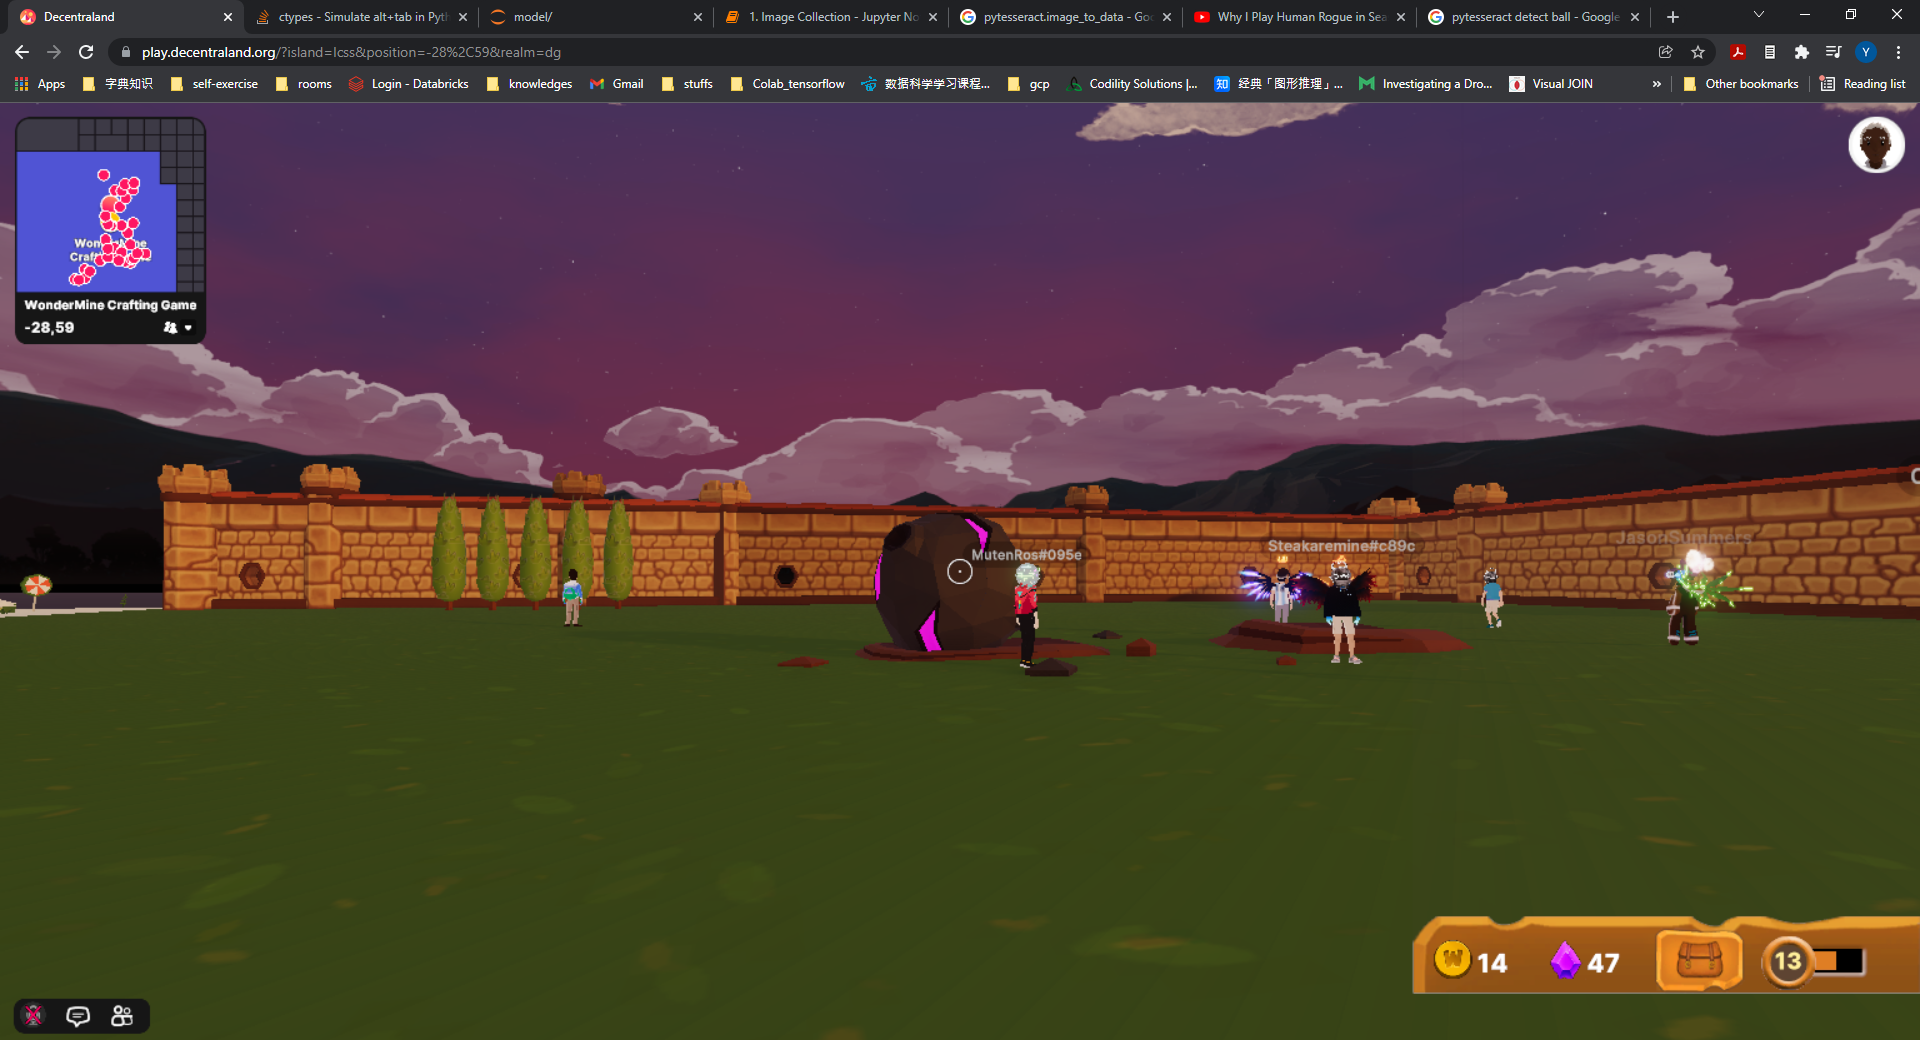 Decentraland
ctypes - Simulate alt+tab in Pyth
model/
1. Image Collection - Jupyter No
pytesseract.image_to_data - Goo
Why I Play Human Rogue in Sea
pytesseract detect ball - Google
play.decentraland.org/?island=Icss&position=-28%2C59&realm=dg
Y
Apps
字典知识
self-exercise
rooms
Login - Databricks
knowledges
Gmail
stuffs
Colab_tensorflow
数据科学学习课程...
gcp
Codility Solutions |...
知
经典「图形推理」...
Investigating a Dro...
Visual JOIN
»
Other bookmarks
Reading list
WonderMine Crafting Game
-28,59
MutenRos#095e
Steakaremine#c89c
JasonSummers
W
14
47
13